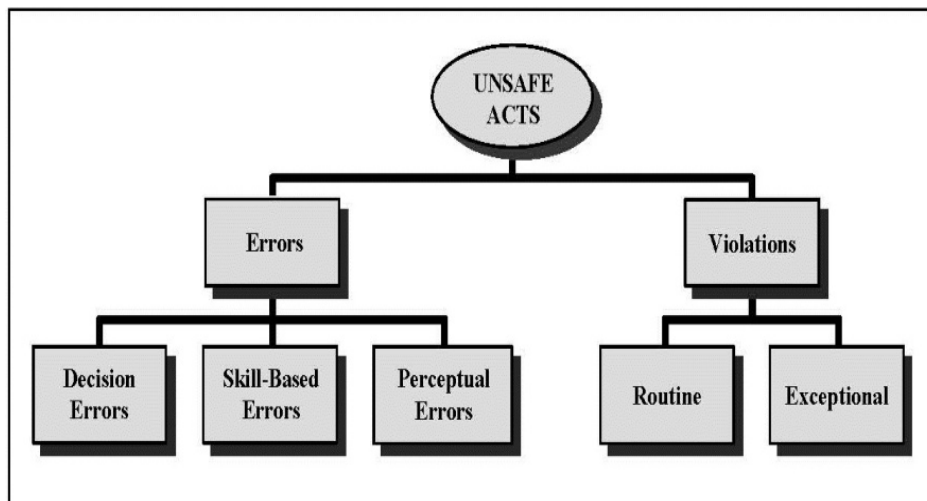 UNSAFE
ACTS
Errors
Violations
Decision
Errors
Skill-Based
Errors
Perceptual
Errors
Routine
Exceptional